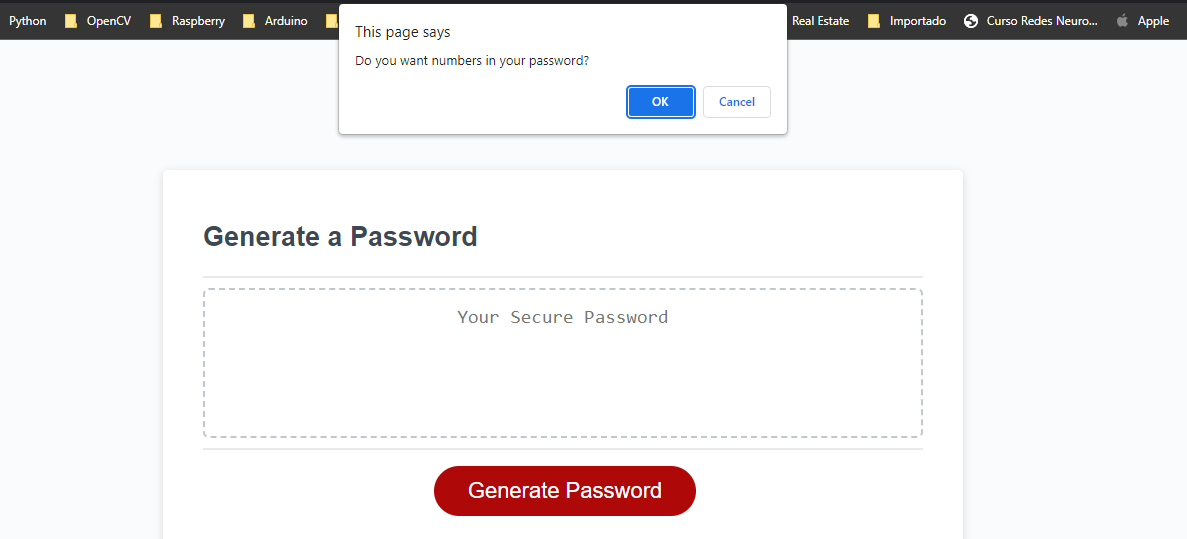 Python OpenCV Raspberry Arduino Real Estate Importado Curso Redes Neuro... Apple
This page says
Do you want numbers in your password?
OK Cancel
Generate a Password
Your Secure Password
Generate Password